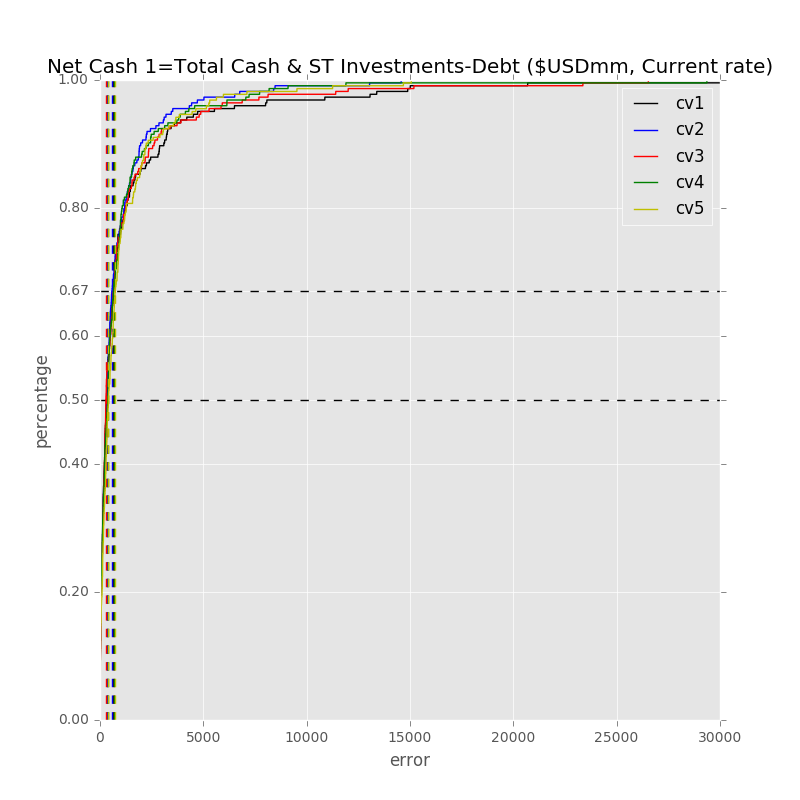 Net Cash 1=Total Cash & ST Investments-Debt ($USDmm, Current rate)
1.00
0.80
0.67
0.60
0.50
0.40
0.20
0.00
percentage
cv1
cv2
cv3
cv4
cv5
0
5000
10000
15000
20000
25000
30000
error